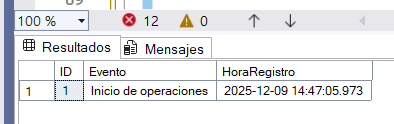 100 %
12
0
Resultados
Mensajes
ID Evento HoraRegistro
1 1 Inicio de operaciones 2025-12-09 14:47:05.973